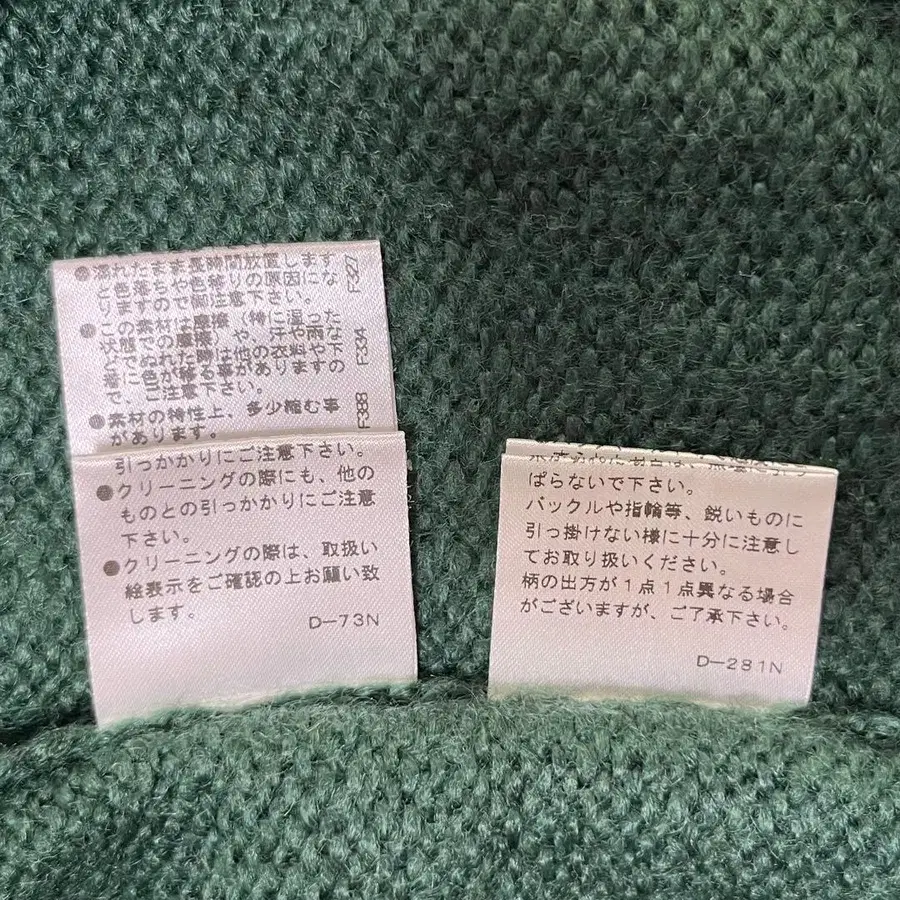 濡れたまま長時間放置します
と色落ちや色移りの原因にな
りますので御注意下さい。
F327
●この素材は摩擦(特に湿った
状態での摩擦)や、汗や雨な
どでぬれた時は他の衣料や下
着に、色が移る事がありますの
で、ご注意下さい。
F334
●素材の特性上、多少縮む事
があります。
F388
引っかかりにご注意下さい。
●クリーニングの際にも、他の
ものとの引っかかりにご注意
下さい。
●クリーニングの際は、取扱い
絵表示をご確認の上お願い致
します。
D-73N
ぱらないで下さい。
バックルや指輪等、鋭いものに
引っ掛けない様に十分に注意し
てお取り扱いください。
柄の出方が1点1点異なる場合
がございますが、ご了承下さい。
D-281N